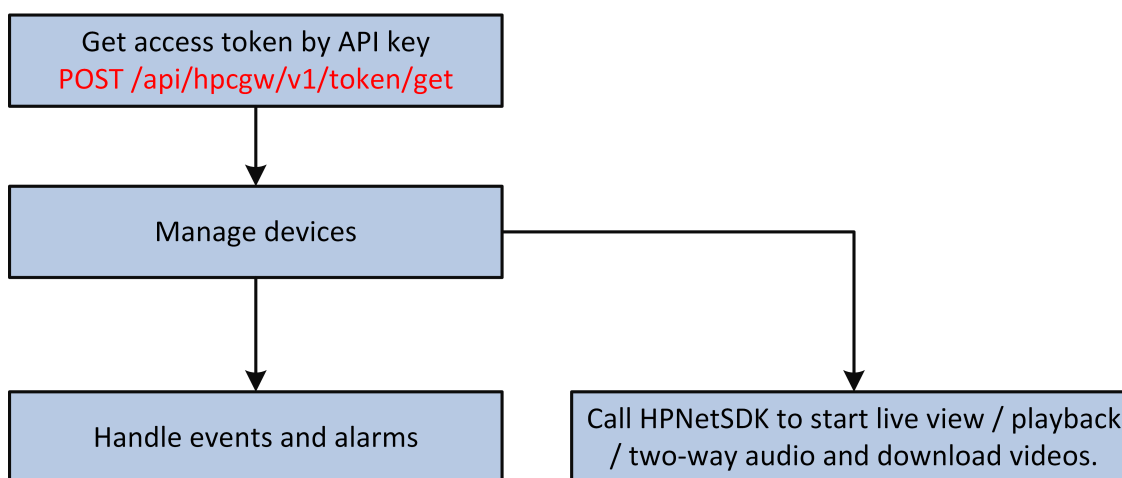 Get access token by API key
POST /api/hpcgw/v1/token/get
Manage devices
Handle events and alarms
Call HPNetSDK to start live view / playback
/ two-way audio and download videos.